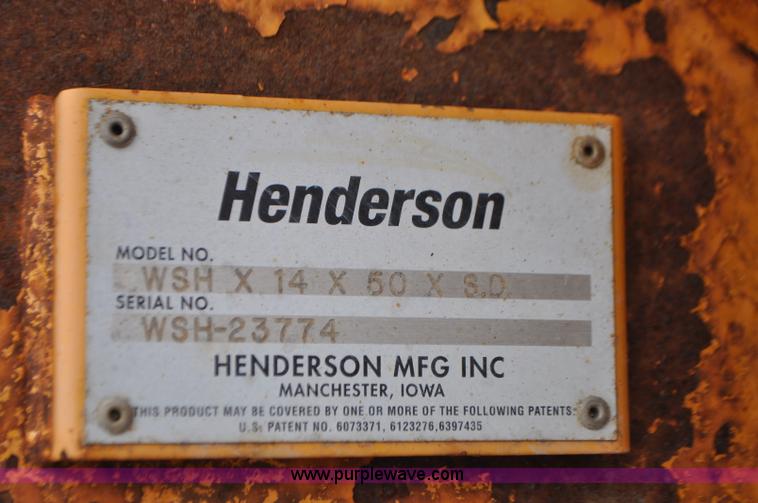 Henderson
MODEL NO.
WSH X 14 X 50 X S.D.
SERIAL NO.
WSH-23774
HENDERSON MFG INC
MANCHESTER, IOWA
THIS PRODUCT MAY BE COVERED BY ONE OR MORE OF THE FOLLOWING PATENTS:
U.S. PATENT NO. 6073371, 6123276,6397435
www.purplewave.com